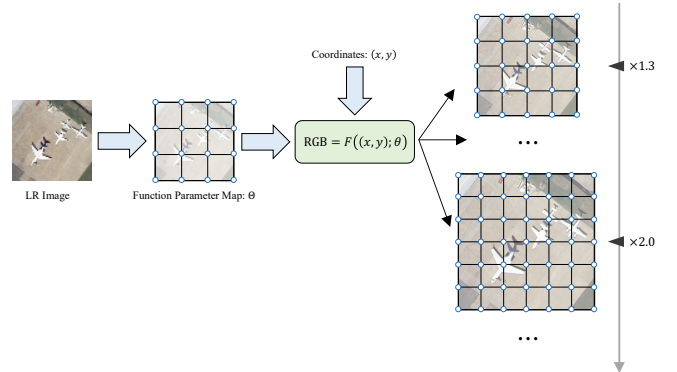 Coordinates: (x, y)
×1.3
RGB = F((x, y); θ)
...
LR Image
Function Parameter Map: Θ
×2.0
...